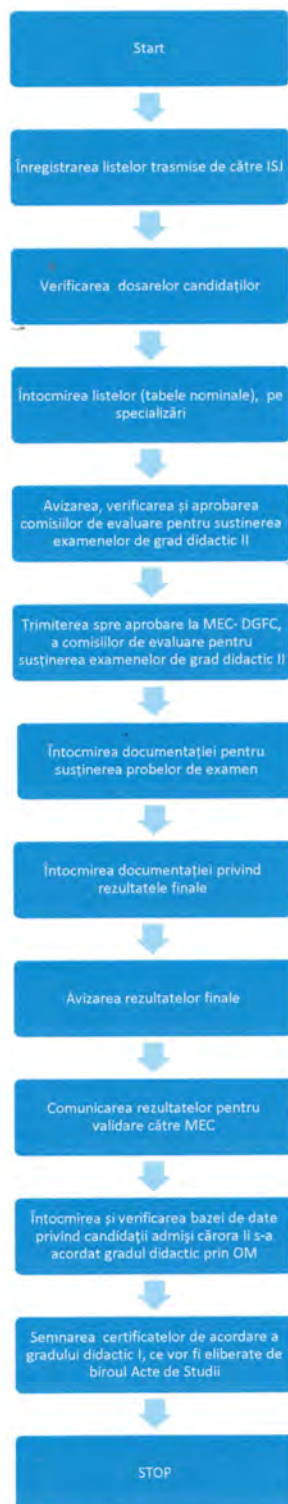 Start
Înregistrarea listelor trasmise de către ISJ
Verificarea dosarelor candidaților
Întocmirea listelor (tabele nominale), pe
specializări
Avizarea, verificarea și aprobarea
comisiilor de evaluare pentru sustinerea
examenelor de grad didactic II
Trimiterea spre aprobare la MEC- DGFC,
a comisiilor de evaluare pentru
susținerea examenelor de grad didactic II
Întocmirea documentației pentru
susținerea probelor de examen
Întocmirea documentației privind
rezultatele finale
Avizarea rezultatelor finale
Comunicarea rezultatelor pentru
validare către MEC
Întocmirea și verificarea bazei de date
privind candidaţii admişi cărora li s-a
acordat gradul didactic prin OM
Semnarea certificatelor de acordare a
gradului didactic I, ce vor fi eliberate de
biroul Acte de Studii
STOP